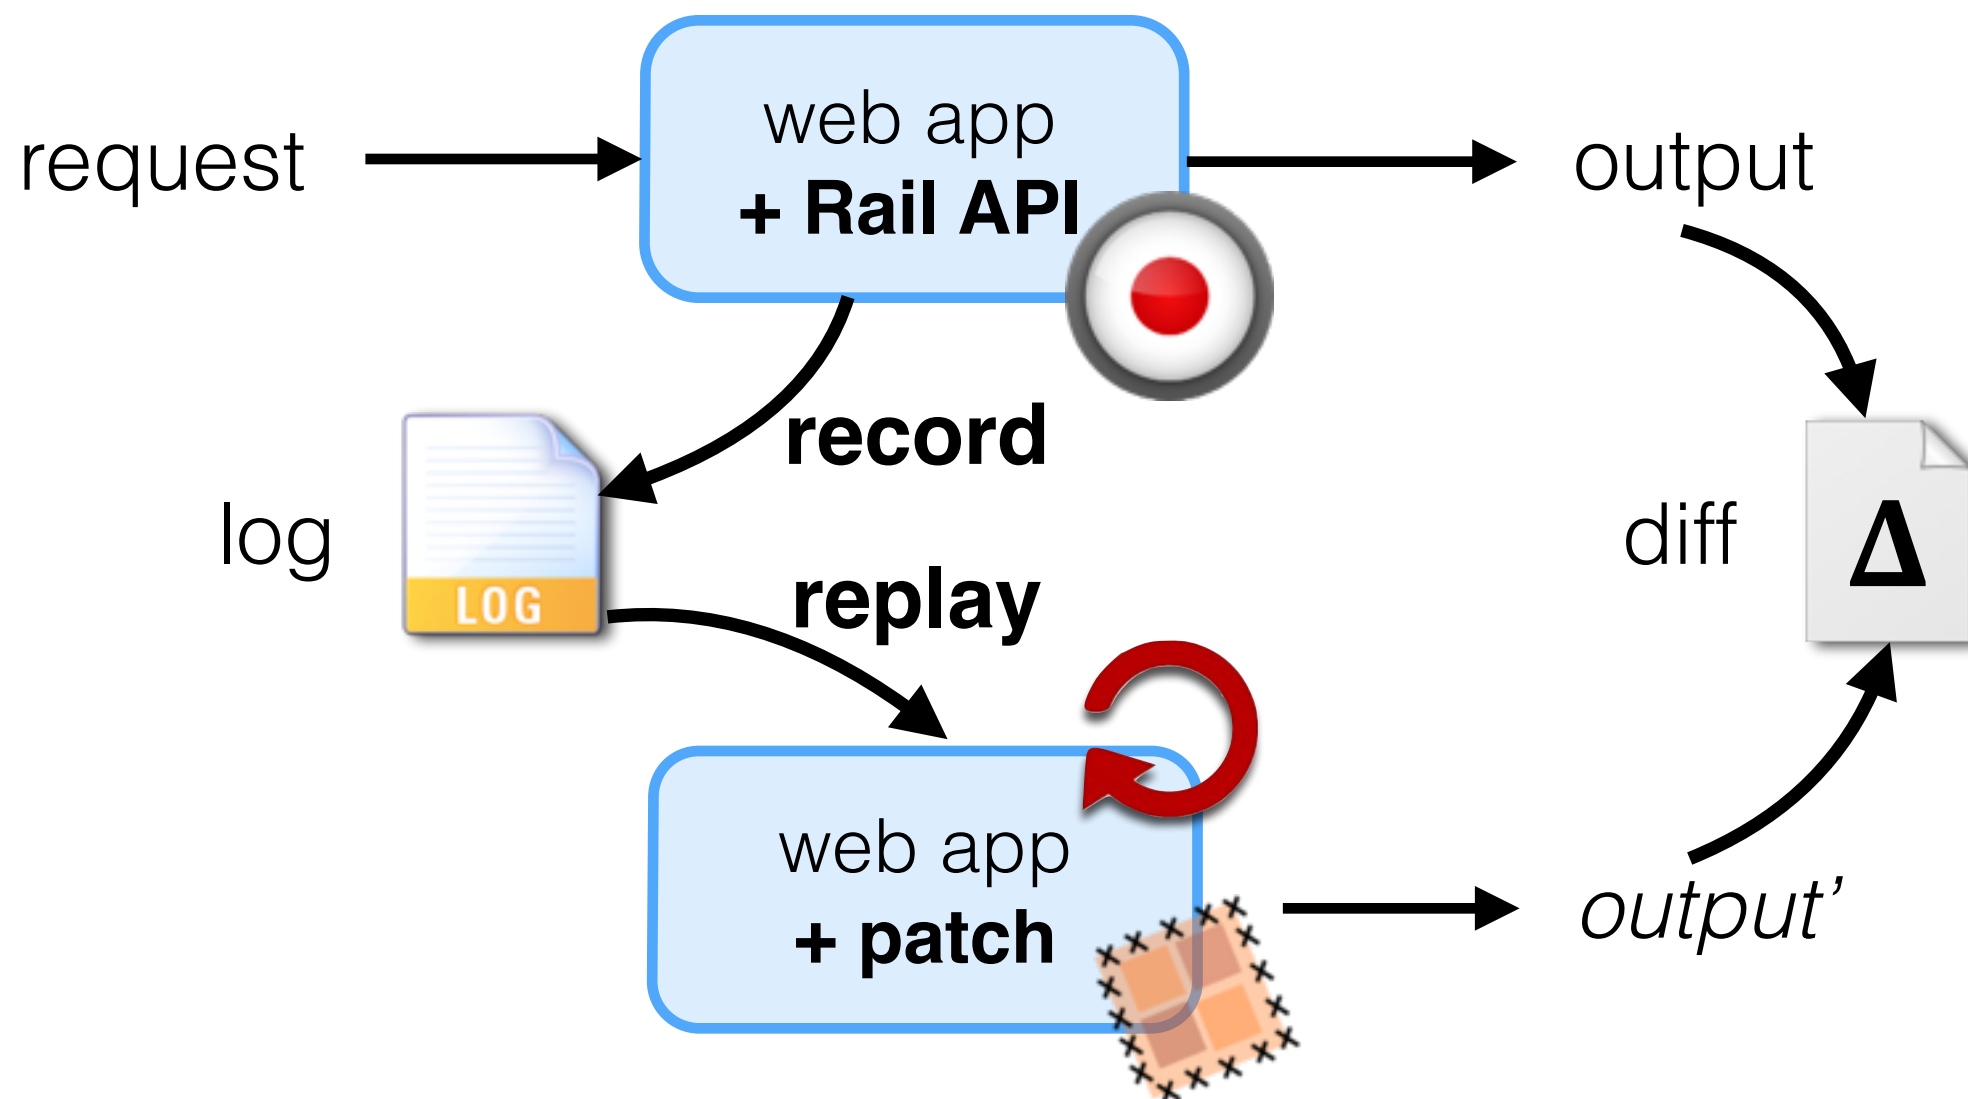 request
web app
+ Rail API
output
record
log
LOG
replay
diff
Δ
web app
+ patch
output’